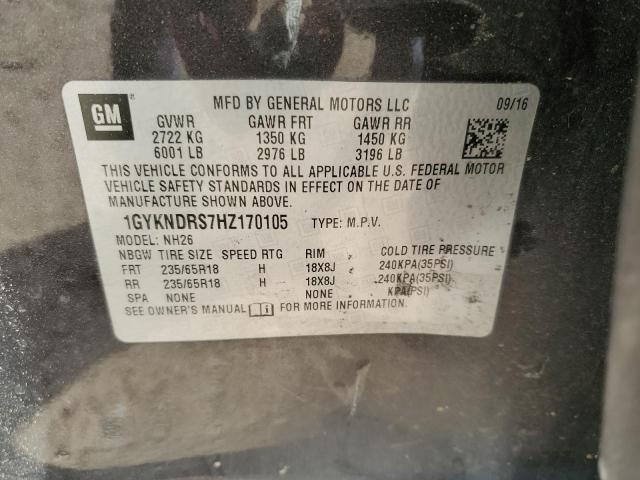 GM
MFD BY GENERAL MOTORS LLC 09/16
GVWR GAWR FRT GAWR RR
2722 KG 1350 KG 1450 KG
6001 LB 2976 LB 3196 LB
THIS VEHICLE CONFORMS TO ALL APPLICABLE U.S. FEDERAL MOTOR
VEHICLE SAFETY STANDARDS IN EFFECT ON THE DATE OF
MANUFACTURE SHOWN ABOVE.
1GYKNDRS7HZ170105 TYPE: M.P.V.
MODEL: NH26
NBGW TIRE SIZE SPEED RTG RIM COLD TIRE PRESSURE
FRT 235/65R18 H 18X8J 240KPA(35PSI)
RR 235/65R18 H 18X8J 240KPA(35PSI)
SPA NONE NONE KPA(PSI)
SEE OWNER'S MANUAL FOR MORE INFORMATION.